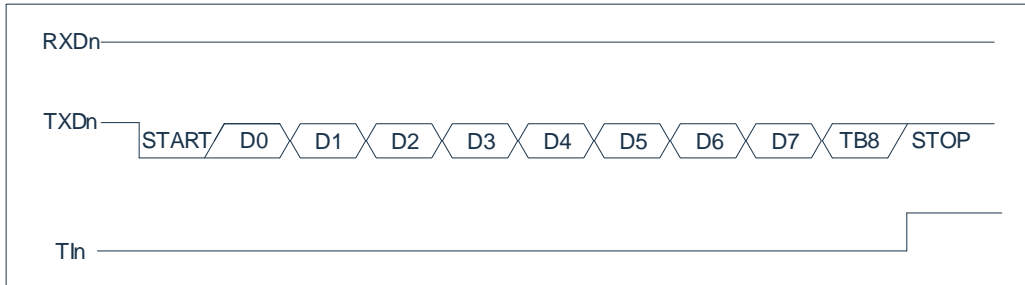 RXDn
TXDn
START D0 D1 D2 D3 D4 D5 D6 D7 TB8 STOP
TIn